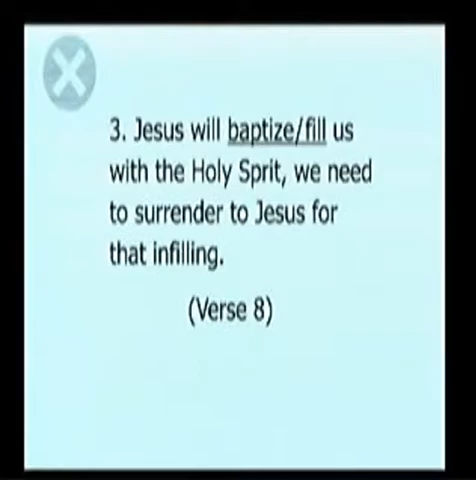 3. Jesus will baptize/fill us
with the Holy Sprit, we need
to surrender to Jesus for
that infilling.
(Verse 8)